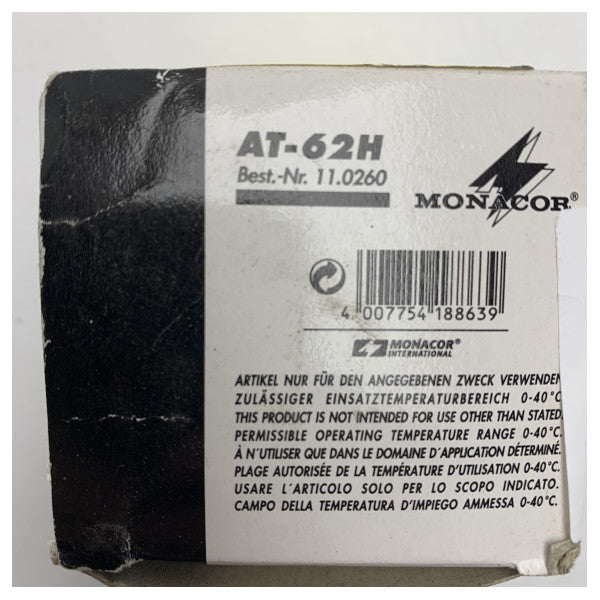 AT-62H
Best.-Nr. 11.0260
MONACOR®
4 007754 188639
MONACOR®
INTERNATIONAL
ARTIKEL NUR FÜR DEN ANGEGEBENEN ZWECK VERWENDEN
ZULÄSSIGER EINSATZTEMPERATURBEREICH 0-40°C
THIS PRODUCT IS NOT INTENDED FOR USE OTHER THAN STATED.
PERMISSIBLE OPERATING TEMPERATURE RANGE 0-40°C.
À N´UTILISER QUE DANS LE DOMAINE D´APPLICATION DÉTERMINÉ.
PLAGE AUTORISÉE DE LA TEMPÉRATURE D´UTILISATION 0-40°C.
USARE L´ARTICOLO SOLO PER LO SCOPO INDICATO.
CAMPO DELLA TEMPERATURA D´IMPIEGO AMMESSA 0-40°C.